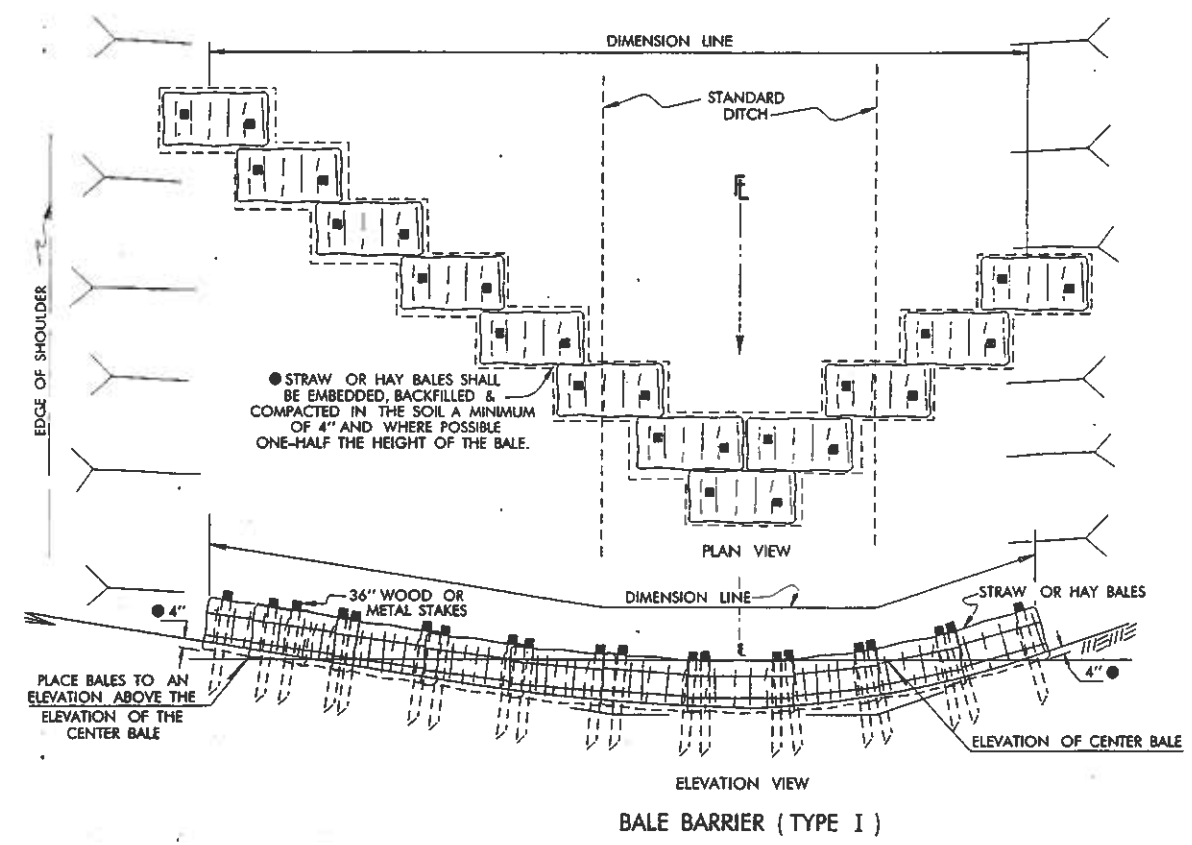 DIMENSION LINE
STANDARD
DITCH
FL
EDGE OF SHOULDER
● STRAW OR HAY BALES SHALL
BE EMBEDDED, BACKFILLED &
COMPACTED IN THE SOIL A MINIMUM
OF 4" AND WHERE POSSIBLE
ONE-HALF THE HEIGHT OF THE BALE.
PLAN VIEW
DIMENSION LINE
36" WOOD OR
METAL STAKES
STRAW OR HAY BALES
● 4"
4" ●
PLACE BALES TO AN
ELEVATION ABOVE THE
ELEVATION OF THE
CENTER BALE
ELEVATION OF CENTER BALE
ELEVATION VIEW
BALE BARRIER ( TYPE I )